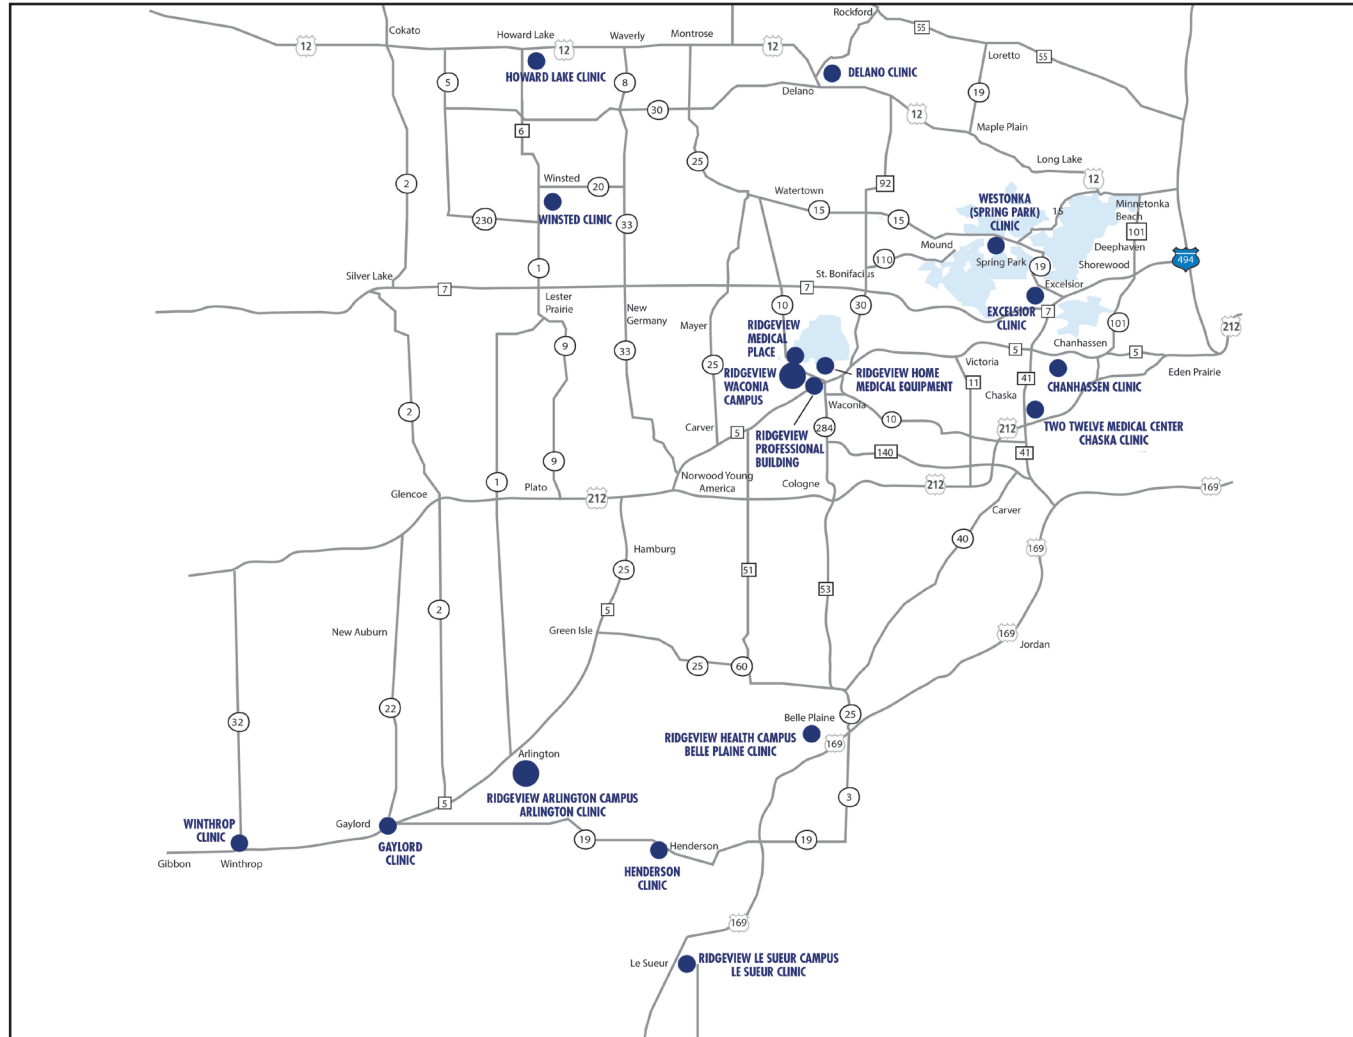 Rockford
55
Cokato
12
Howard Lake
12
Waverly
Montrose
12
Loretto
55
HOWARD LAKE CLINIC
DELANO CLINIC
5
8
Delano
19
30
12
6
Maple Plain
25
Long Lake
2
Winsted
20
92
12
Watertown
WESTONKA
(SPRING PARK)
CLINIC
15
Minnetonka
Beach
WINSTED CLINIC
230
33
15
15
101
Mound
Deephaven
110
Spring Park
19
Shorewood
494
1
Silver Lake
St. Bonifacius
Excelsior
7
7
Lester
Prairie
10
30
EXCELSIOR
CLINIC
7
New
Germany
Mayer
RIDGEVIEW
MEDICAL
PLACE
101
212
9
33
Chanhassen
5
5
25
RIDGEVIEW
WACONIA
CAMPUS
RIDGEVIEW HOME
MEDICAL EQUIPMENT
Victoria
11
41
CHANHASSEN CLINIC
Eden Prairie
Chaska
2
Waconia
10
Carver
5
284
212
TWO TWELVE MEDICAL CENTER
CHASKA CLINIC
RIDGEVIEW
PROFESSIONAL
BUILDING
140
41
9
1
Norwood Young
America
Cologne
212
169
Glencoe
Plato
212
Carver
40
Hamburg
169
25
51
53
2
5
New Auburn
Green Isle
169
Jordan
25
60
22
32
Belle Plaine
25
RIDGEVIEW HEALTH CAMPUS
BELLE PLAINE CLINIC
169
Arlington
RIDGEVIEW ARLINGTON CAMPUS
ARLINGTON CLINIC
3
5
WINTHROP
CLINIC
Gaylord
GAYLORD
CLINIC
19
19
Henderson
Gibbon
Winthrop
HENDERSON
CLINIC
169
Le Sueur
RIDGEVIEW LE SUEUR CAMPUS
LE SUEUR CLINIC